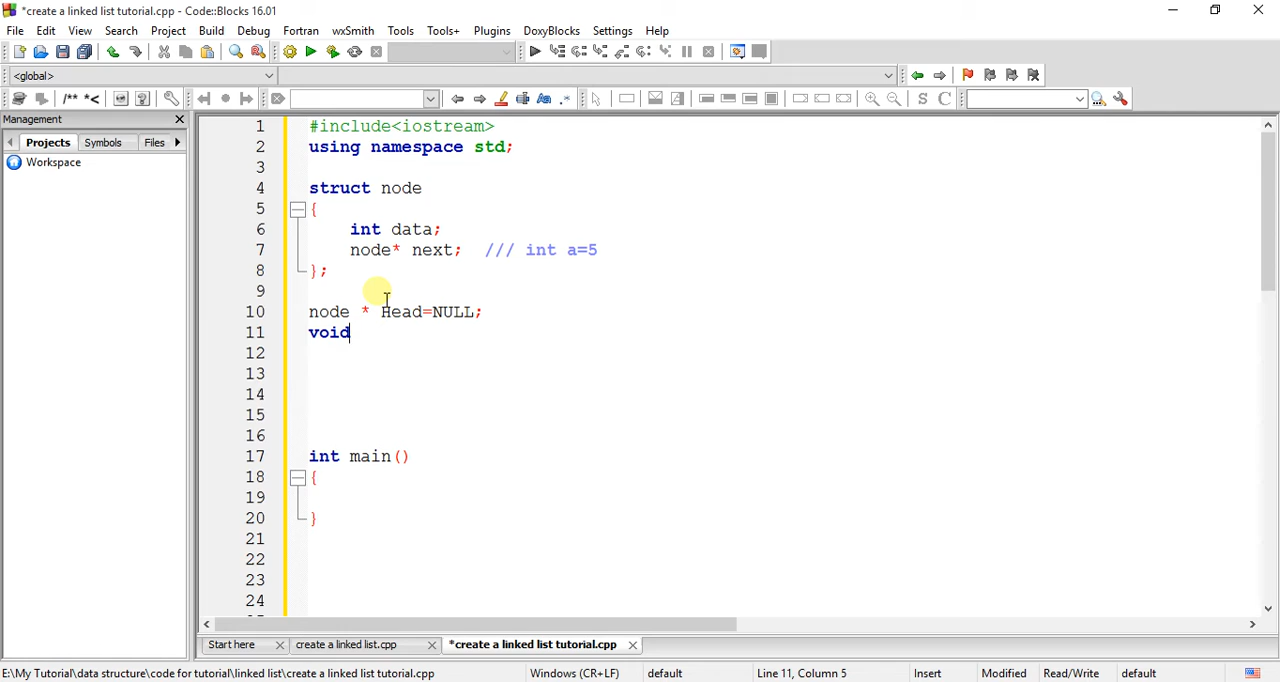 *create a linked list tutorial.cpp - Code::Blocks 16.01
File Edit View Search Project Build Debug Fortran wxSmith Tools Tools+ Plugins DoxyBlocks Settings Help
<global>
/** *<
S C
Management
Projects Symbols Files
Workspace
1 #include<iostream>
2 using namespace std;
3
4 struct node
5 {
6 int data;
7 node* next; /// int a=5
8 };
9
10 node * Head=NULL;
11 void
12
13
14
15
16
17 int main()
18 {
19
20 }
21
22
23
24
Start here create a linked list.cpp *create a linked list tutorial.cpp
E:\My Tutorial\data structure\code for tutorial\linked list\create a linked list tutorial.cpp Windows (CR+LF) default Line 11, Column 5 Insert Modified Read/Write default